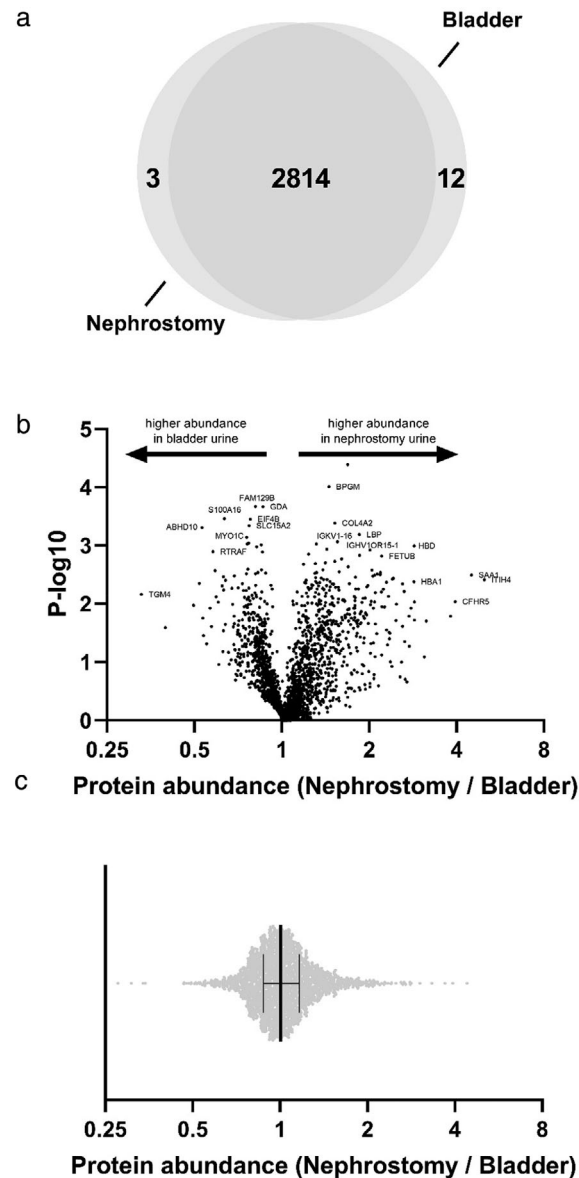 a
Bladder
3
2814
12
Nephrostomy
b
5
4
3
2
1
0
P-log10
higher abundance
in bladder urine
higher abundance
in nephrostomy urine
BPGM
FAM129B
GDA
S100A16
EIF4B
COL4A2
ABHD10
SLC15A2
MYO1C
LBP
IGKV1-16
IGHV1OR15-1
HBD
RTRAF
FETUB
SAA1
ITIH4
HBA1
TGM4
CFHR5
0.25
0.5
1
2
4
8
Protein abundance (Nephrostomy / Bladder)
c
0.25
0.5
1
2
4
8
Protein abundance (Nephrostomy / Bladder)